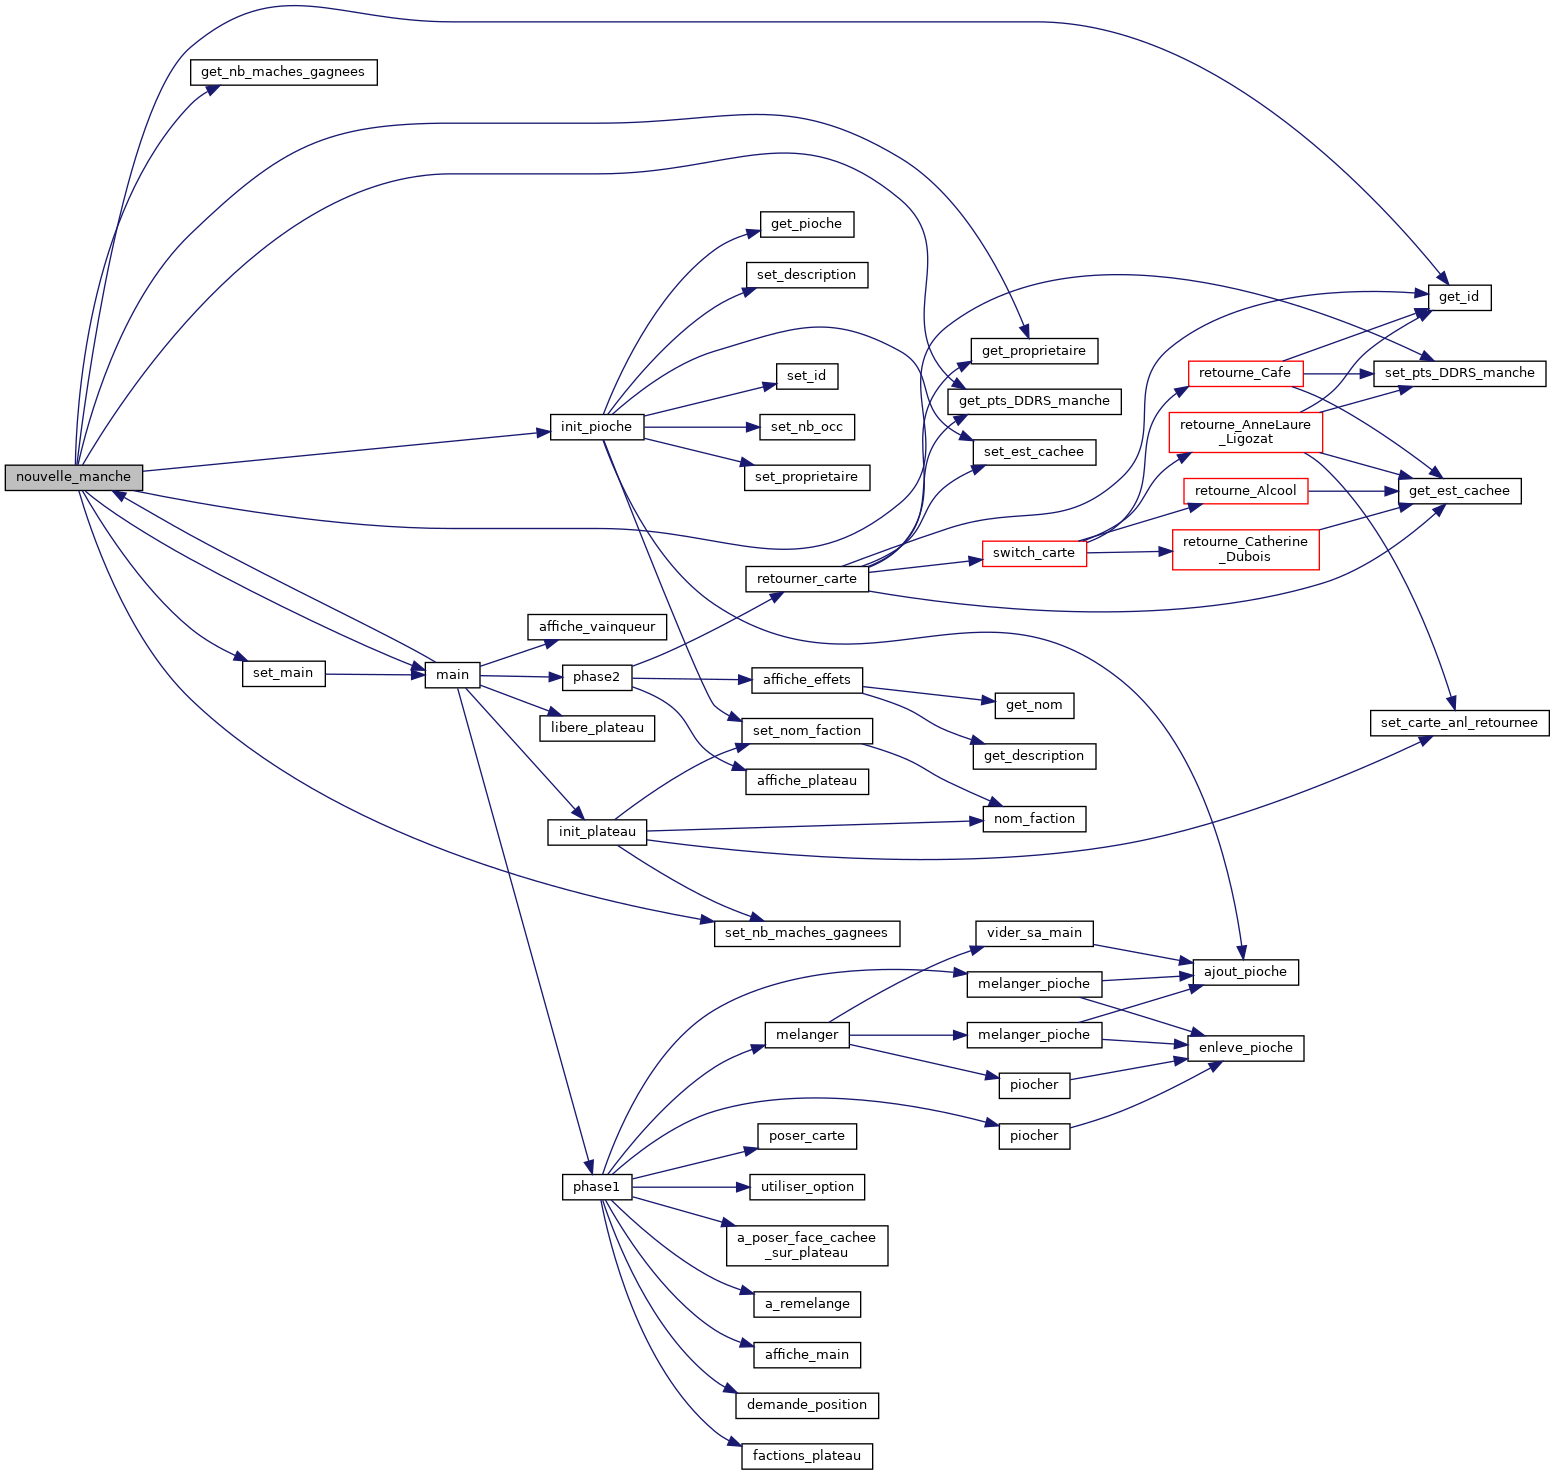 nouvelle_manche
get_nb_maches_gagnees
get_pioche
set_description
get_id
get_proprietaire
set_id
retourne_Cafe
set_pts_DDRS_manche
get_pts_DDRS_manche
init_pioche
set_nb_occ
retourne_AnneLaure
_Ligozat
set_est_cachee
set_proprietaire
retourne_Alcool
get_est_cachee
switch_carte
retourne_Catherine
_Dubois
retourner_carte
affiche_vainqueur
set_main
main
phase2
affiche_effets
get_nom
libere_plateau
set_nom_faction
set_carte_anl_retournee
get_description
affiche_plateau
init_plateau
nom_faction
set_nb_maches_gagnees
vider_sa_main
ajout_pioche
melanger_pioche
melanger
melanger_pioche
enleve_pioche
piocher
poser_carte
piocher
phase1
utiliser_option
a_poser_face_cachee
_sur_plateau
a_remelange
affiche_main
demande_position
factions_plateau